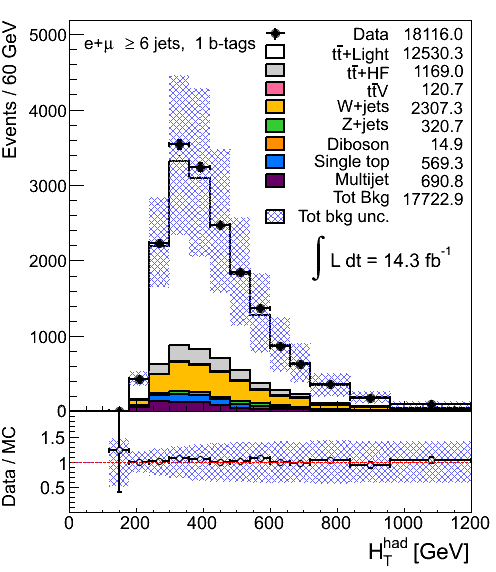 e+μ ≥ 6 jets, 1 b-tags
Data 18116.0
tt̄+Light 12530.3
tt̄+HF 1169.0
tt̄V 120.7
W+jets 2307.3
Z+jets 320.7
Diboson 14.9
Single top 569.3
Multijet 690.8
Tot Bkg 17722.9
Tot bkg unc.
∫ L dt = 14.3 fb⁻¹
Events / 60 GeV
5000
4000
3000
2000
1000
0
Data / MC
1.5
1
0.5
0 200 400 600 800 1000 1200
H_T^had [GeV]